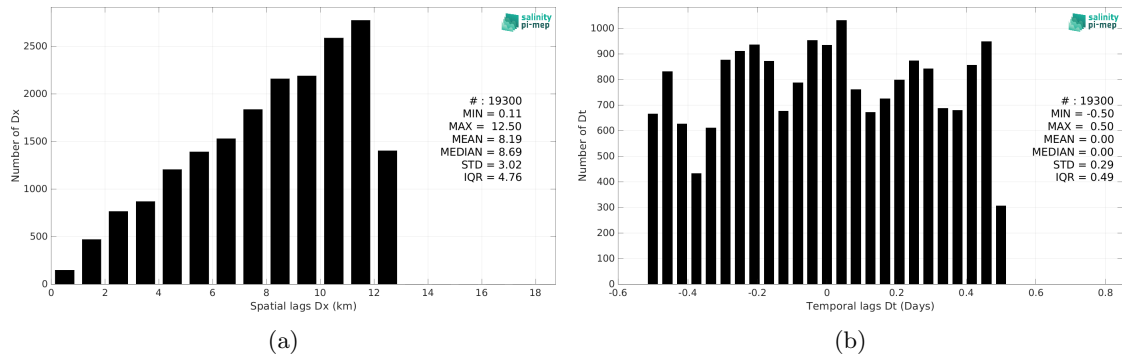 salinity
pi-mep
2500
2000
1500
1000
500
0
Number of Dx
# : 19300
MIN = 0.11
MAX = 12.50
MEAN = 8.19
MEDIAN = 8.69
STD = 3.02
IQR = 4.76
0 2 4 6 8 10 12 14 16 18
Spatial lags Dx (km)
(a)
salinity
pi-mep
1000
900
800
700
600
500
400
300
200
100
0
Number of Dt
# : 19300
MIN = -0.50
MAX = 0.50
MEAN = 0.00
MEDIAN = 0.00
STD = 0.29
IQR = 0.49
-0.6 -0.4 -0.2 0 0.2 0.4 0.6 0.8
Temporal lags Dt (Days)
(b)